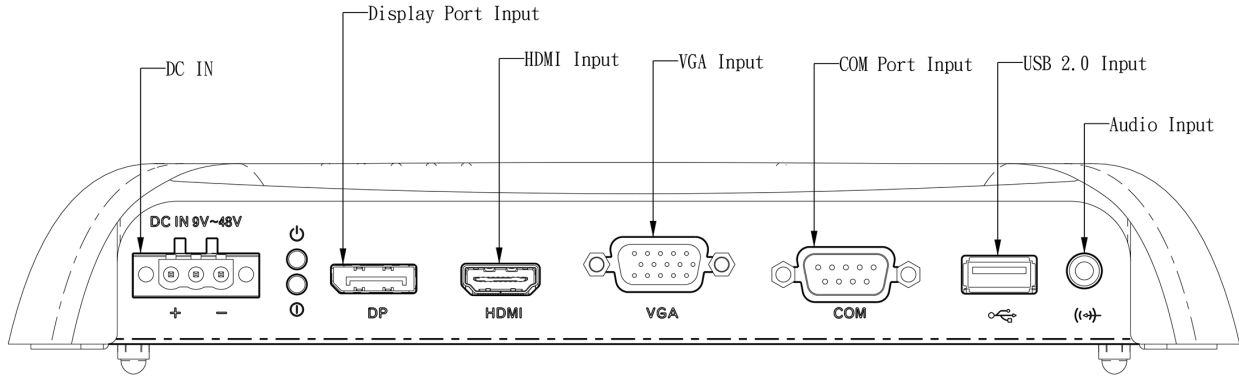 Display Port Input
HDMI Input
VGA Input
COM Port Input
USB 2.0 Input
DC IN
Audio Input
DC IN 9V~48V
+ −
DP
HDMI
VGA
COM